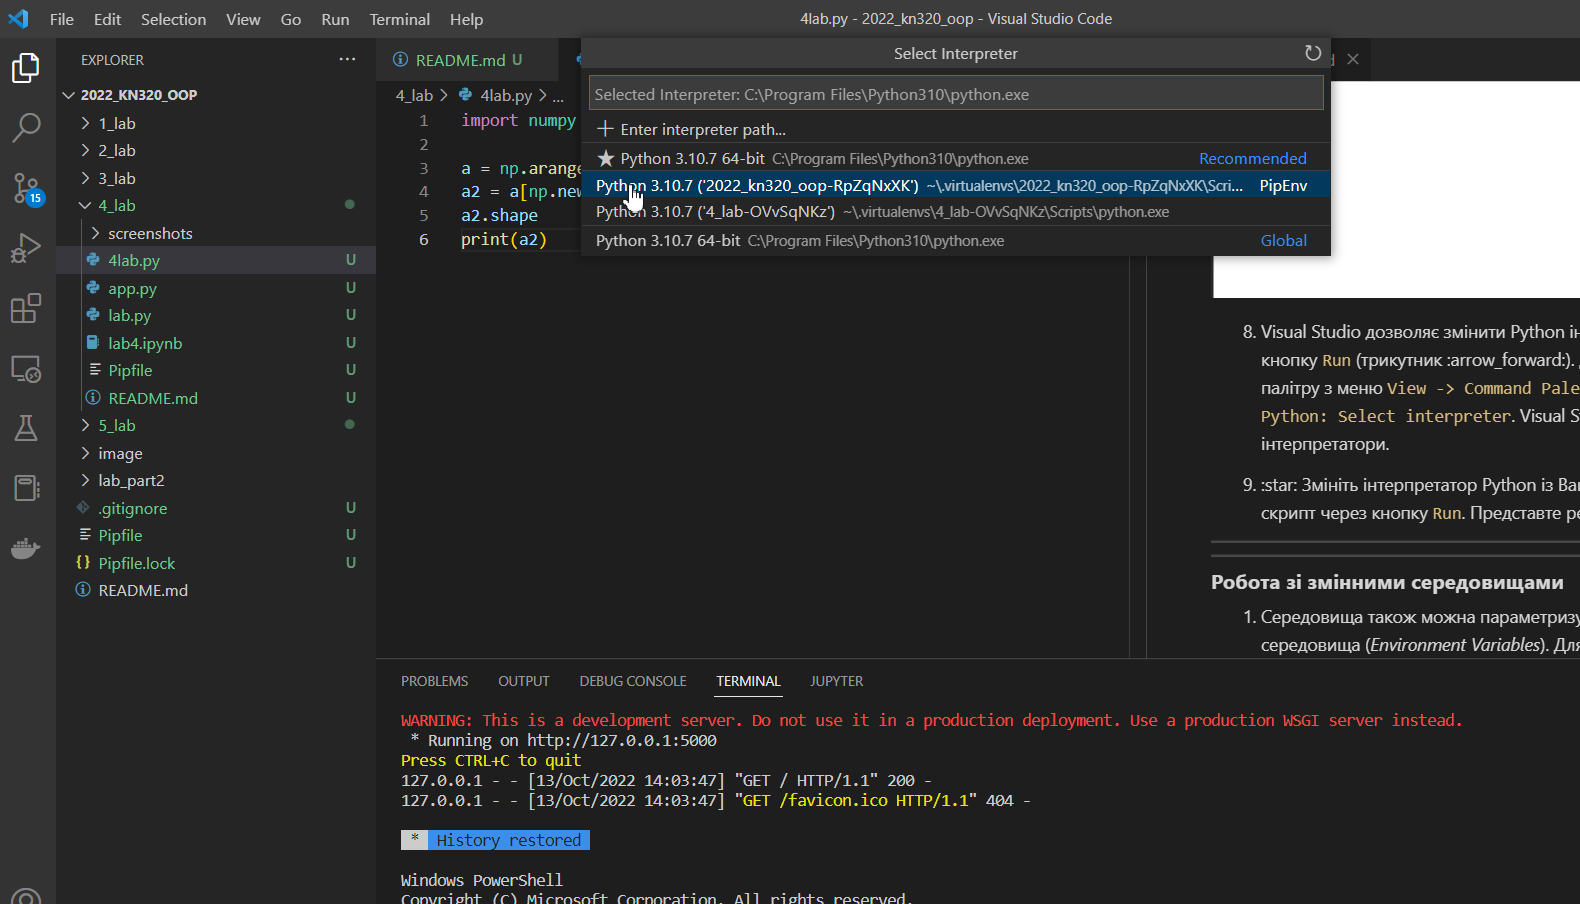 File Edit Selection View Go Run Terminal Help
4lab.py - 2022_kn320_oop - Visual Studio Code
EXPLORER ...
2022_KN320_OOP
1_lab
2_lab
3_lab
4_lab
screenshots
4lab.py U
app.py U
lab.py U
lab4.ipynb U
Pipfile U
README.md U
5_lab
image
lab_part2
.gitignore U
Pipfile U
Pipfile.lock U
README.md
15
README.md U
4_lab > 4lab.py > ...
1 import numpy
2
3 a = np.arange
4 a2 = a[np.new
5 a2.shape
6 print(a2)
Select Interpreter
Selected Interpreter: C:\Program Files\Python310\python.exe
+ Enter interpreter path...
★ Python 3.10.7 64-bit C:\Program Files\Python310\python.exe Recommended
Python 3.10.7 ('2022_kn320_oop-RpZqNxXK') ~\.virtualenvs\2022_kn320_oop-RpZqNxXK\Scri... PipEnv
Python 3.10.7 ('4_lab-OVvSqNKz') ~\.virtualenvs\4_lab-OVvSqNKz\Scripts\python.exe
Python 3.10.7 64-bit C:\Program Files\Python310\python.exe Global
8. Visual Studio дозволяє змінити Python ін
кнопку Run (трикутник :arrow_forward:).
палітру з меню View -> Command Pale
Python: Select interpreter. Visual S
інтерпретатори.
9. :star: Змініть інтерпретатор Python із Ва
скрипт через кнопку Run. Представте ре
Робота зі змінними середовищами
1. Середовища також можна параметризу
середовища (Environment Variables). Для
PROBLEMS OUTPUT DEBUG CONSOLE TERMINAL JUPYTER
WARNING: This is a development server. Do not use it in a production deployment. Use a production WSGI server instead.
* Running on http://127.0.0.1:5000
Press CTRL+C to quit
127.0.0.1 - - [13/Oct/2022 14:03:47] "GET / HTTP/1.1" 200 -
127.0.0.1 - - [13/Oct/2022 14:03:47] "GET /favicon.ico HTTP/1.1" 404 -
* History restored
Windows PowerShell
Copyright (C) Microsoft Corporation. All rights reserved.